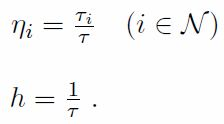 η_i = τ_i/τ (i ∈ 𝒩)
h = 1/τ .